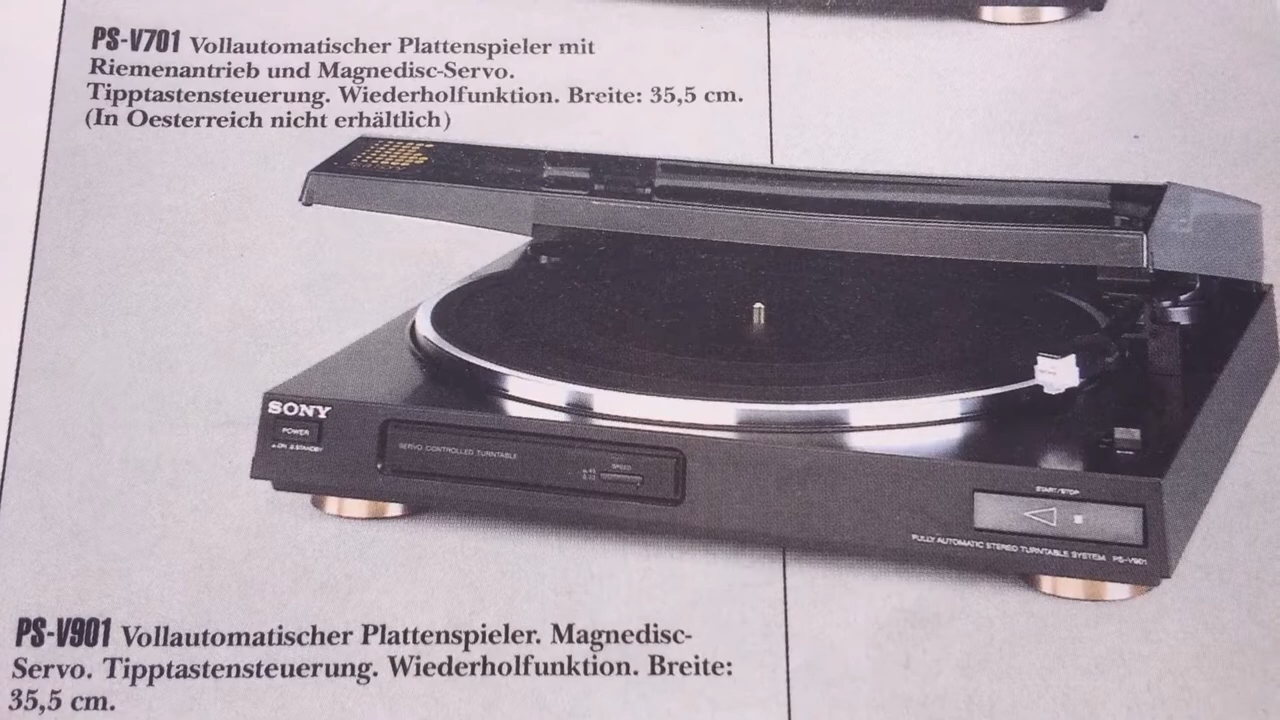 PS-V701 Vollautomatischer Plattenspieler mit
Riemenantrieb und Magnedisc-Servo.
Tipptastensteuerung. Wiederholfunktion. Breite: 35,5 cm.
(In Oesterreich nicht erhältlich)
SONY
POWER
ON STANDBY
SERVO CONTROLLED TURNTABLE
SPEED
START/STOP
FULLY AUTOMATIC STEREO TURNTABLE SYSTEM PS-V901
PS-V901 Vollautomatischer Plattenspieler. Magnedisc-
Servo. Tipptastensteuerung. Wiederholfunktion. Breite:
35,5 cm.